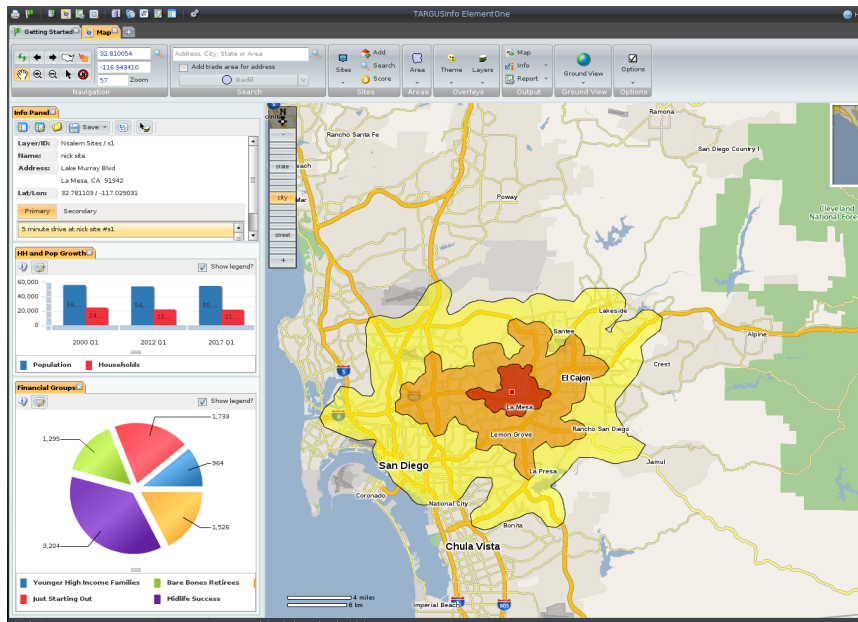 TARGUSinfo ElementOne
Getting Started
Map
32.810054
-116.943410
57
Zoom
Navigation
Address, City, State or Area
Add trade area for address
Radii
Search
Sites
Add
Search
Score
Sites
Area
Areas
Theme
Layers
Overlays
Map
Info
Report
Output
Ground View
Ground View
Options
Options
Info Panel
Save
Layer/ID: Nsalem Sites / s1
Name: nick site
Address: Lake Murray Blvd
La Mesa, CA 91942
Lat/Lon: 32.781103 / -117.029031
Primary
Secondary
5 minute drive at nick site #s1
HH and Pop Growth
Show legend?
60,000
40,000
20,000
0
2000 Q1
2012 Q1
2017 Q1
Population
Households
Financial Groups
Show legend?
1,733
1,295
964
1,526
3,204
Younger High Income Families
Bare Bones Retirees
Just Starting Out
Midlife Success
N
state
city
street
Ramona
Rancho Santa Fe
San Diego Country
Poway
Cleveland
National Fore
Lakeside
Santee
Alpine
Crest
El Cajon
La Mesa
Rancho San Diego
Lemon Grove
Jamul
San Diego
La Presa
Coronado
National City
Bonita
Chula Vista
Imperial Beach
5
8
805
5
805
4 miles
6 km